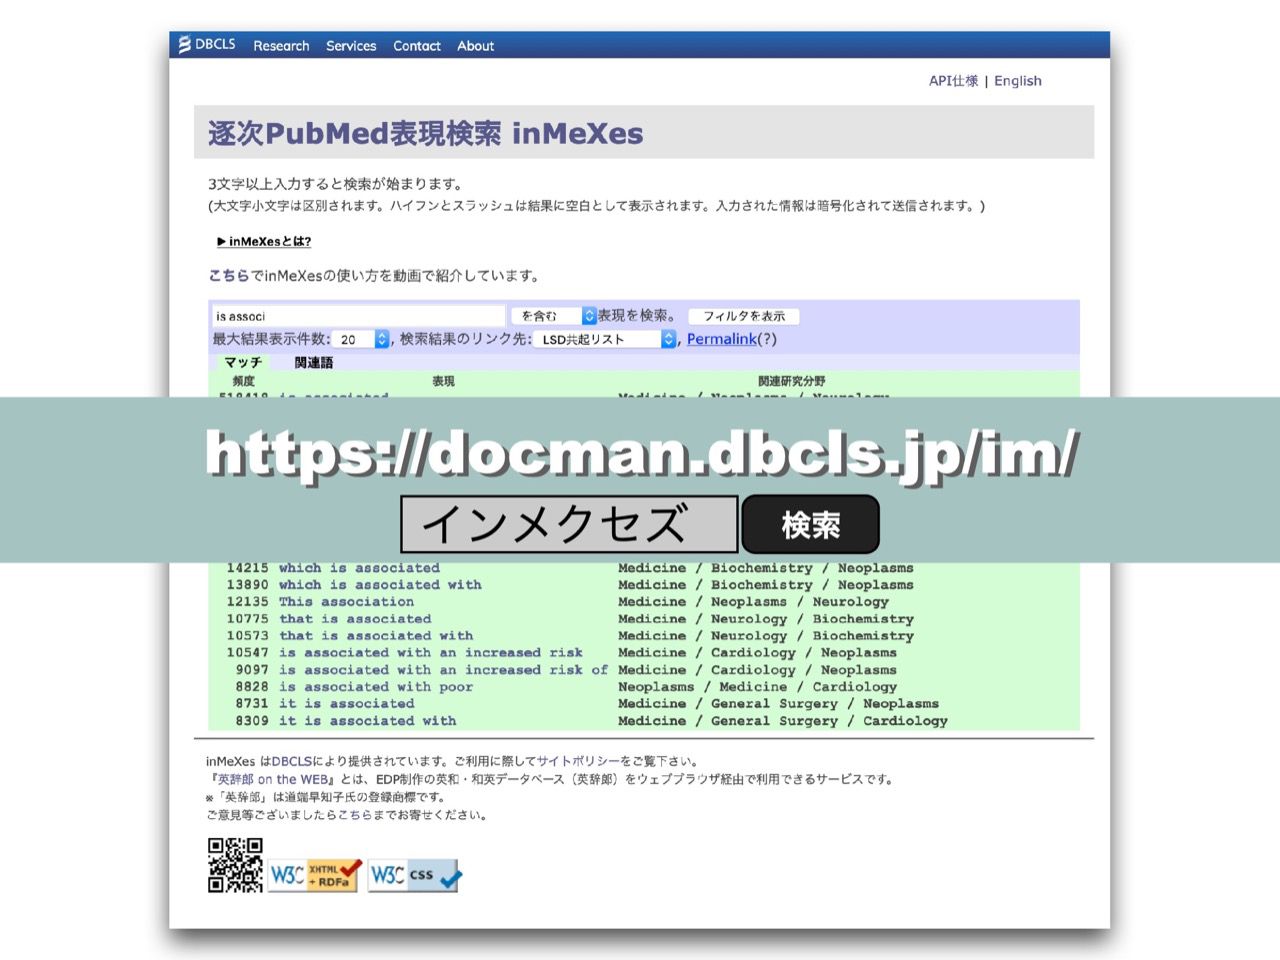 DBCLS Research Services Contact About
API仕様 | English
逐次PubMed表現検索 inMeXes
3文字以上入力すると検索が始まります。
(大文字小文字は区別されます。ハイフンとスラッシュは結果に空白として表示されます。入力された情報は暗号化されて送信されます。)
▶ inMeXesとは?
こちらでinMeXesの使い方を動画で紹介しています。
is associ を含む 表現を検索。 フィルタを表示
最大結果表示件数: 20 , 検索結果のリンク先: LSD共起リスト , Permalink(?)
マッチ 関連語
頻度 表現 関連研究分野
518418 is associated Medicine / Neoplasms / Neurology
https://docman.dbcls.jp/im/
インメクセズ 検索
14215 which is associated Medicine / Biochemistry / Neoplasms
13890 which is associated with Medicine / Biochemistry / Neoplasms
12135 This association Medicine / Neoplasms / Neurology
10775 that is associated Medicine / Neurology / Biochemistry
10573 that is associated with Medicine / Neurology / Biochemistry
10547 is associated with an increased risk Medicine / Cardiology / Neoplasms
9097 is associated with an increased risk of Medicine / Cardiology / Neoplasms
8828 is associated with poor Neoplasms / Medicine / Cardiology
8731 it is associated Medicine / General Surgery / Neoplasms
8309 it is associated with Medicine / General Surgery / Cardiology
inMeXes はDBCLSにより提供されています。ご利用に際してサイトポリシーをご覧下さい。
『英辞郎 on the WEB』とは、EDP制作の英和・和英データベース（英辞郎）をウェブブラウザ経由で利用できるサービスです。
※「英辞郎」は道端早知子氏の登録商標です。
ご意見等ございましたらこちらまでお寄せください。
W3C XHTML + RDFa W3C CSS